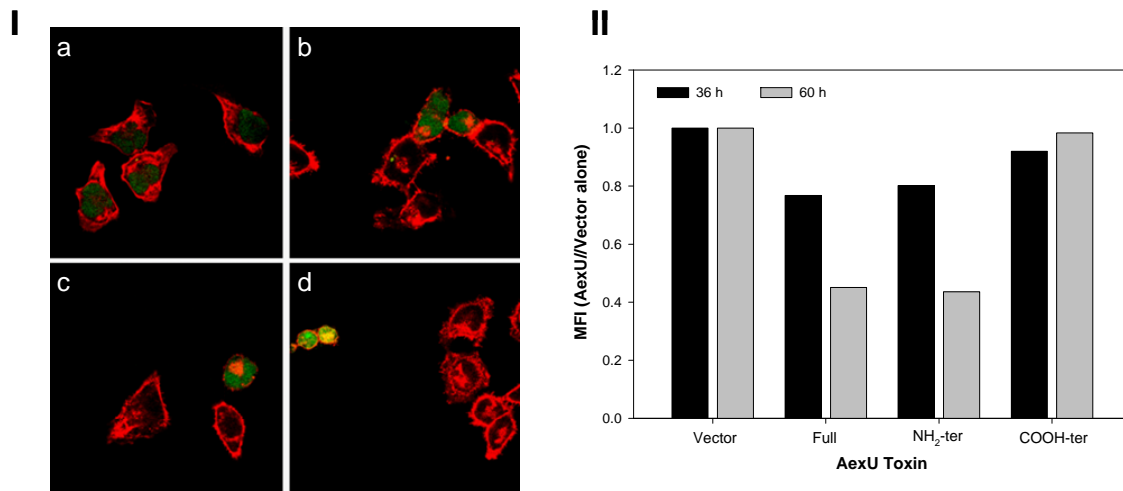 I
a
b
c
d
II
1.2
1.0
0.8
0.6
0.4
0.2
0.0
MFI (AexU//Vector alone)
36 h
60 h
Vector
Full
NH₂-ter
COOH-ter
AexU Toxin